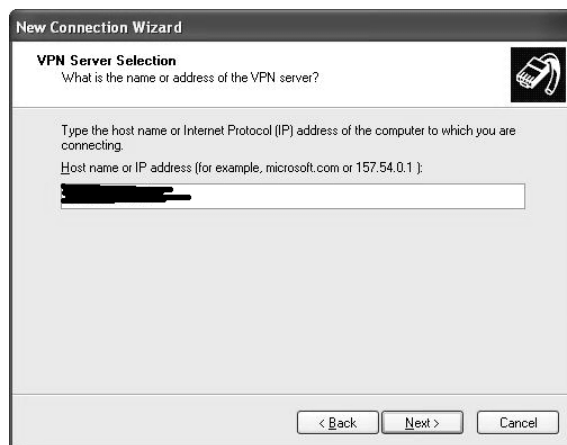 New Connection Wizard
VPN Server Selection
What is the name or address of the VPN server?
Type the host name or Internet Protocol (IP) address of the computer to which you are
connecting.
Host name or IP address (for example, microsoft.com or 157.54.0.1 ):
< Back
Next >
Cancel